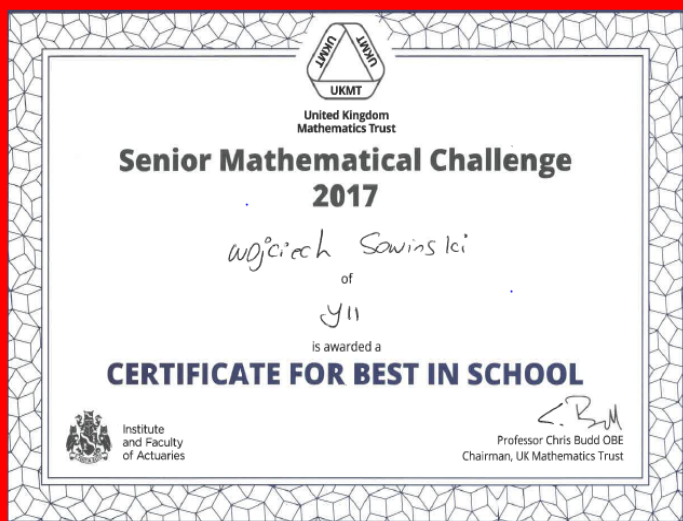 UKMT UKMT
UKMT
United Kingdom
Mathematics Trust
Senior Mathematical Challenge
2017
Wojciech Sowinski
of
Y11
is awarded a
CERTIFICATE FOR BEST IN SCHOOL
Institute
and Faculty
of Actuaries
Professor Chris Budd OBE
Chairman, UK Mathematics Trust